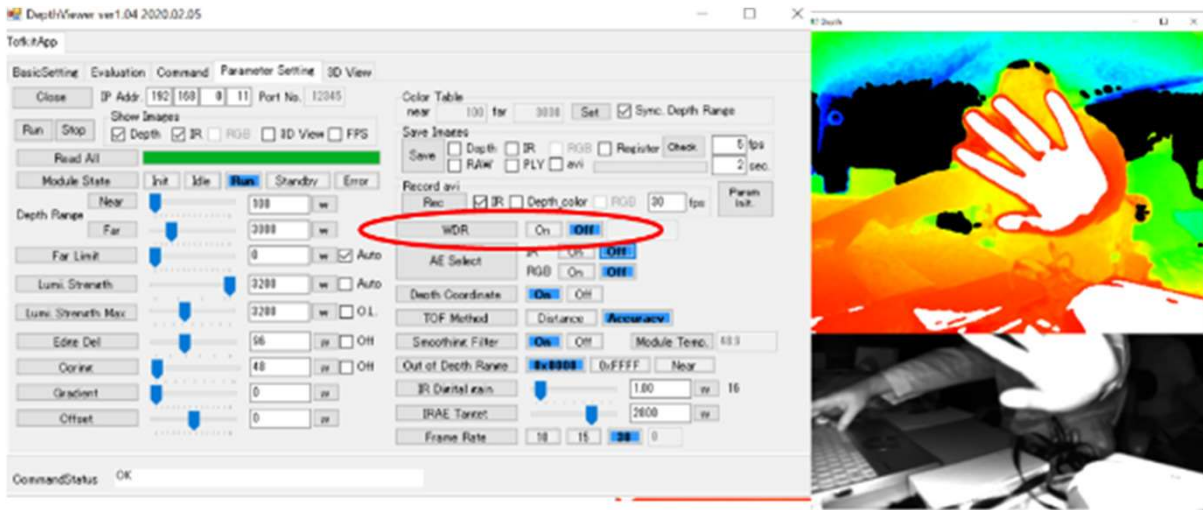 DepthViewer ver1.04 2020.02.05
TofkitApp
BasicSetting Evaluation Command Parameter Setting 3D View
Close IP Addr. 192 168 0 11 Port No. 12345
Show Images
Run Stop Depth IR RGB 3D View FPS
Read All
Module State Init Idle Run Standby Error
Depth Range
Near 100 w
Far 3000 w
Far Limit 0 w Auto
Lumi. Strength 3200 w Auto
Lumi. Strength Max 3200 w O.L.
Edge Del 96 w Off
Coring 48 w Off
Gradient 0 w
Offset 0 w
Color Table
near 100 far 3000 Set Sync. Depth Range
Save Images
Save Depth IR RGB Register Check 5 fps
RAW PLY avi 2 sec.
Record avi
Rec IR Depth_color RGB 30 fps
Param Init.
WDR On Off
AE Select IR On Off
RGB On Off
Depth Coordinate On Off
TOF Method Distance Accuracy
Smoothing Filter On Off Module Temp.
Out of Depth Range 0xFFFF Near
IR Digital gain 1.00 w 16
IRAE Target 2800 w
Frame Rate 10 15 30 0
CommandStatus OK
Depth